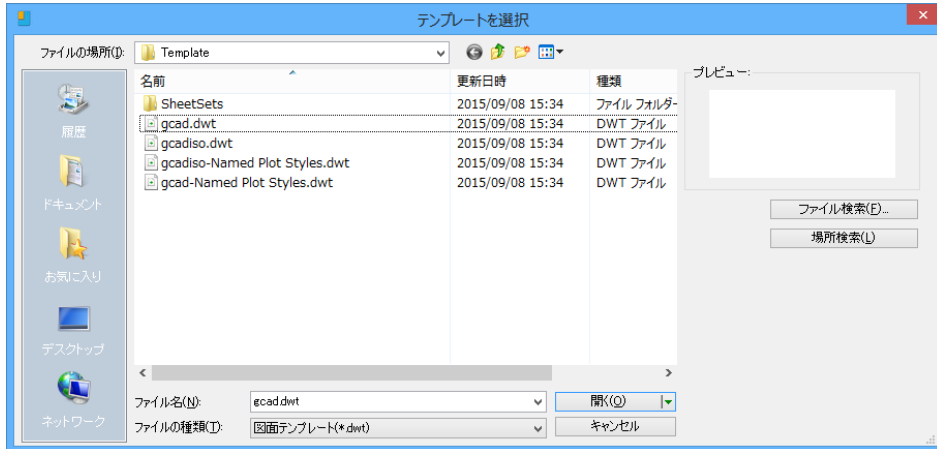 テンプレートを選択
ファイルの場所(I): Template
名前 更新日時 種類
SheetSets 2015/09/08 15:34 ファイル フォルダー
gcad.dwt 2015/09/08 15:34 DWT ファイル
gcadiso.dwt 2015/09/08 15:34 DWT ファイル
gcadiso-Named Plot Styles.dwt 2015/09/08 15:34 DWT ファイル
gcad-Named Plot Styles.dwt 2015/09/08 15:34 DWT ファイル
履歴
ドキュメント
お気に入り
デスクトップ
ネットワーク
プレビュー:
ファイル検索(F)...
場所検索(L)
ファイル名(N): gcad.dwt 開く(O)
ファイルの種類(T): 図面テンプレート(*.dwt) キャンセル